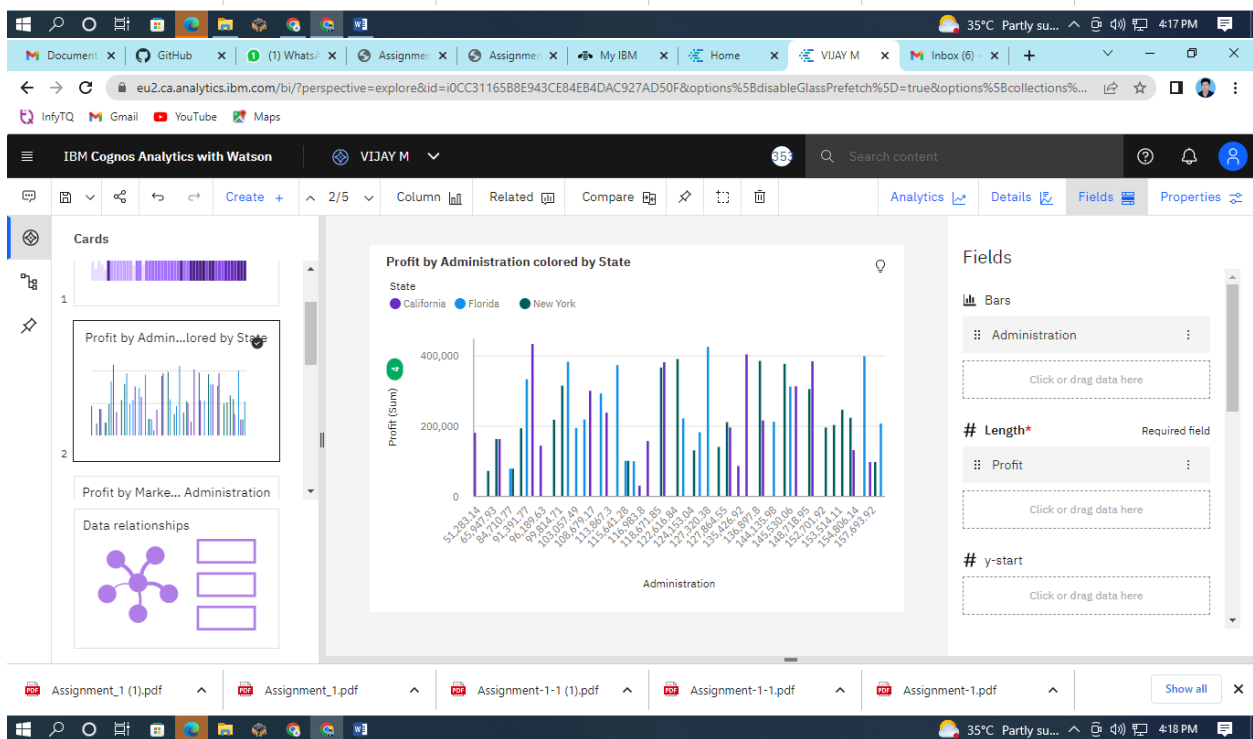 35°C Partly su... 4:17 PM
Document GitHub (1) WhatsA Assignmen Assignmen My IBM Home VIJAY M Inbox (6) -
eu2.ca.analytics.ibm.com/bi/?perspective=explore&id=i0CC31165B8E943CE84EB4DAC927AD50F&options%5BdisableGlassPrefetch%5D=true&options%5Bcollections%...
InfyTQ Gmail YouTube Maps
IBM Cognos Analytics with Watson VIJAY M 353 Search content
Create + 2/5 Column Related Compare Analytics Details Fields Properties
Cards
1
Profit by Admin...lored by State
2
Profit by Marke... Administration
Data relationships
Profit by Administration colored by State
State
California Florida New York
4
Profit (Sum)
400,000
200,000
0
51,283.14 65,947.93 84,710.77 91,391.77 96,189.63 99,814.71 103,057.49 108,679.17 113,867.3 115,641.28 116,983.8 118,671.85 122,616.84 124,153.04 127,320.38 127,864.55 135,426.92 136,897.8 144,135.98 145,530.06 148,718.95 152,701.92 153,514.11 154,806.14 157,693.92
Administration
Fields
Bars
Administration
Click or drag data here
# Length* Required field
Profit
Click or drag data here
# y-start
Click or drag data here
Assignment_1 (1).pdf Assignment_1.pdf Assignment-1-1 (1).pdf Assignment-1-1.pdf Assignment-1.pdf Show all
35°C Partly su... 4:18 PM